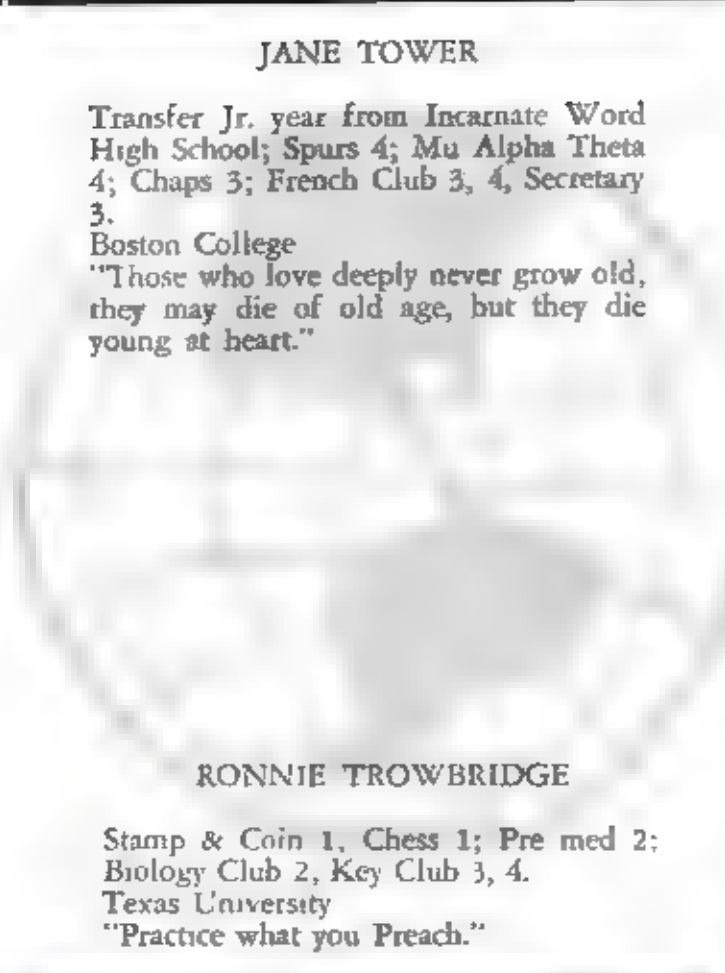 JANE TOWER
Transfer Jr. year from Incarnate Word
High School; Spurs 4; Mu Alpha Theta
4; Chaps 3; French Club 3, 4, Secretary
3.
Boston College
"Those who love deeply never grow old,
they may die of old age, but they die
young at heart."
RONNIE TROWBRIDGE
Stamp & Coin 1, Chess 1; Pre med 2;
Biology Club 2, Key Club 3, 4.
Texas University
"Practice what you Preach."